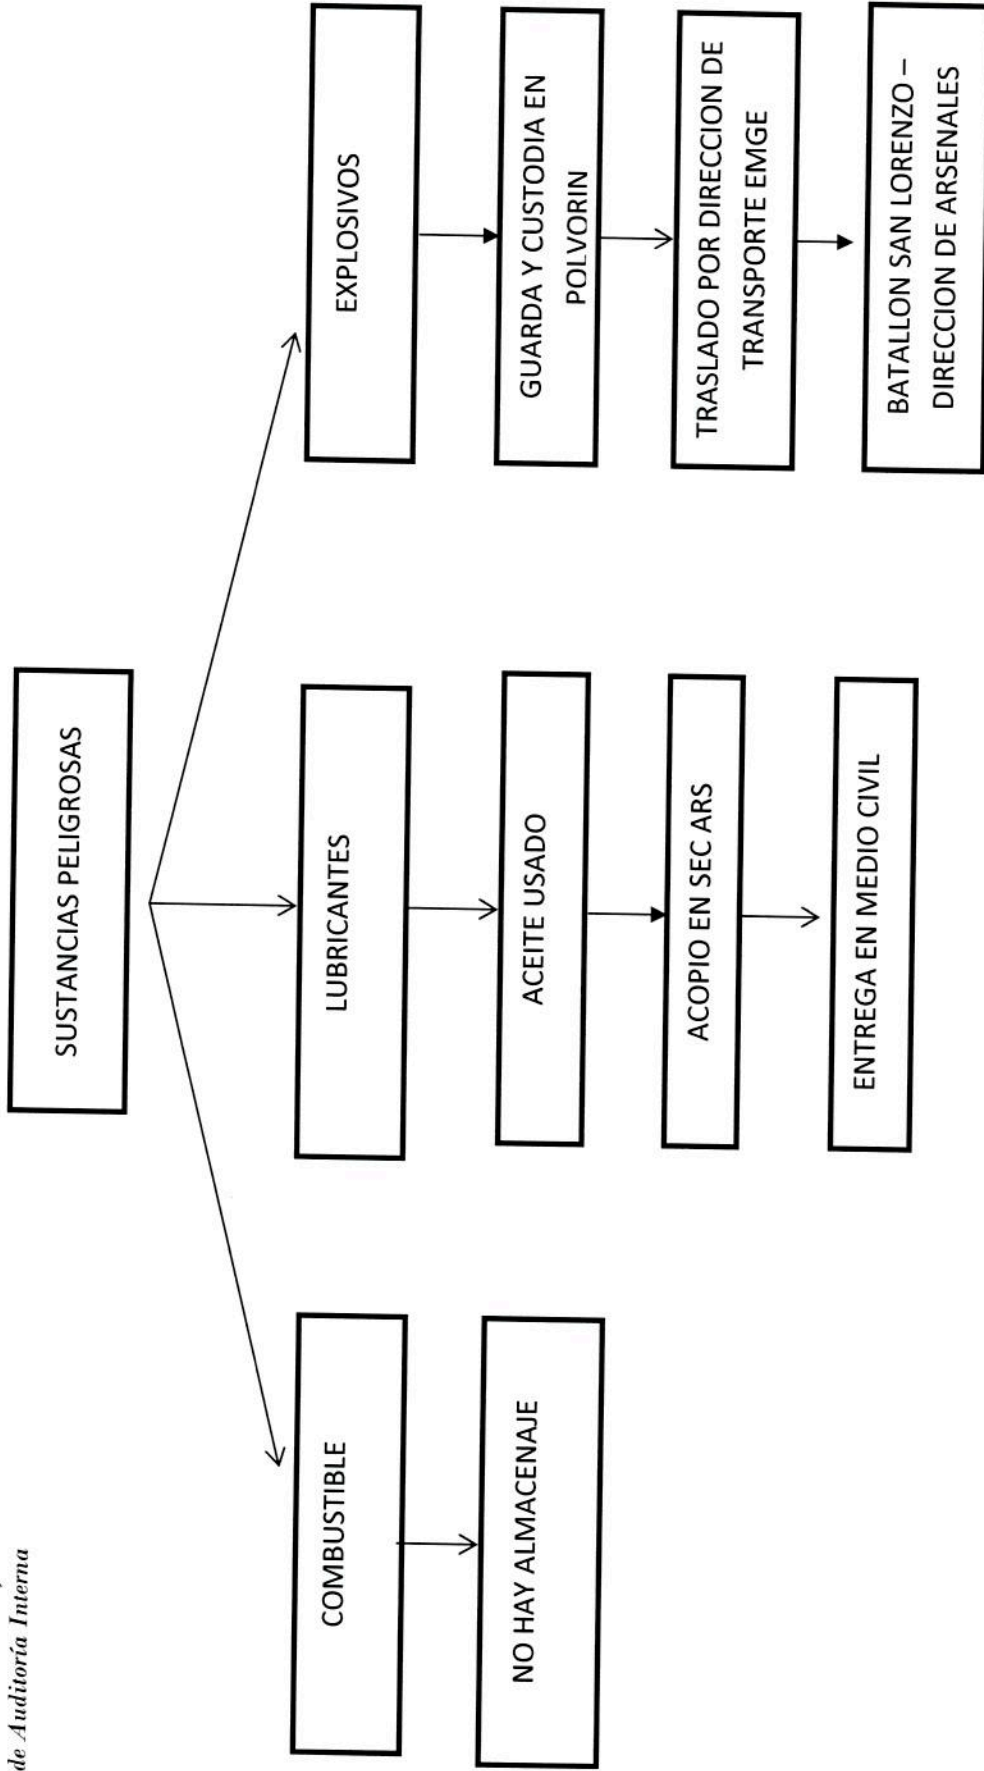 de Auditoría Interna
SUSTANCIAS PELIGROSAS
COMBUSTIBLE
NO HAY ALMACENAJE
LUBRICANTES
ACEITE USADO
ACOPIO EN SEC ARS
ENTREGA EN MEDIO CIVIL
EXPLOSIVOS
GUARDA Y CUSTODIA EN
POLVORIN
TRASLADO POR DIRECCION DE
TRANSPORTE EMGE
BATALLON SAN LORENZO –
DIRECCION DE ARSENALES